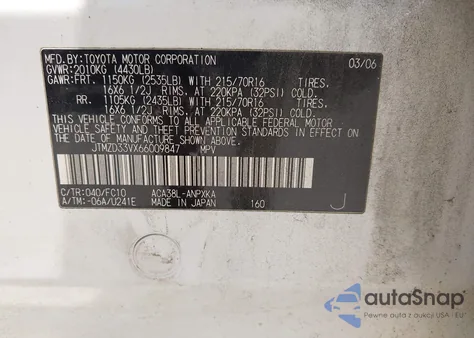 MFD.BY:TOYOTA MOTOR CORPORATION 03/06
GVWR:2010KG (4430LB)
GAWR:FRT. 1150KG (2535LB) WITH 215/70R16 TIRES.
16X6 1/2J RIMS, AT 220KPA (32PSI) COLD
RR. 1105KG (2435LB) WITH 215/70R16 TIRES.
16X6 1/2J RIMS, AT 220KPA (32PSI) COLD
THIS VEHICLE CONFORMS TO ALL APPLICABLE FEDERAL MOTOR
VEHICLE SAFETY AND THEFT PREVENTION STANDARDS IN EFFECT
ON THE DATE OF MANUFACTURE SHOWN ABOVE.
JTMZD33VX66009847 MPV
C/TR:040/FC10 ACA38L-ANPXKA
A/TM:-06A/U241E MADE IN JAPAN 160 J
autoSnap
Pewne auta z aukcji USA i EU